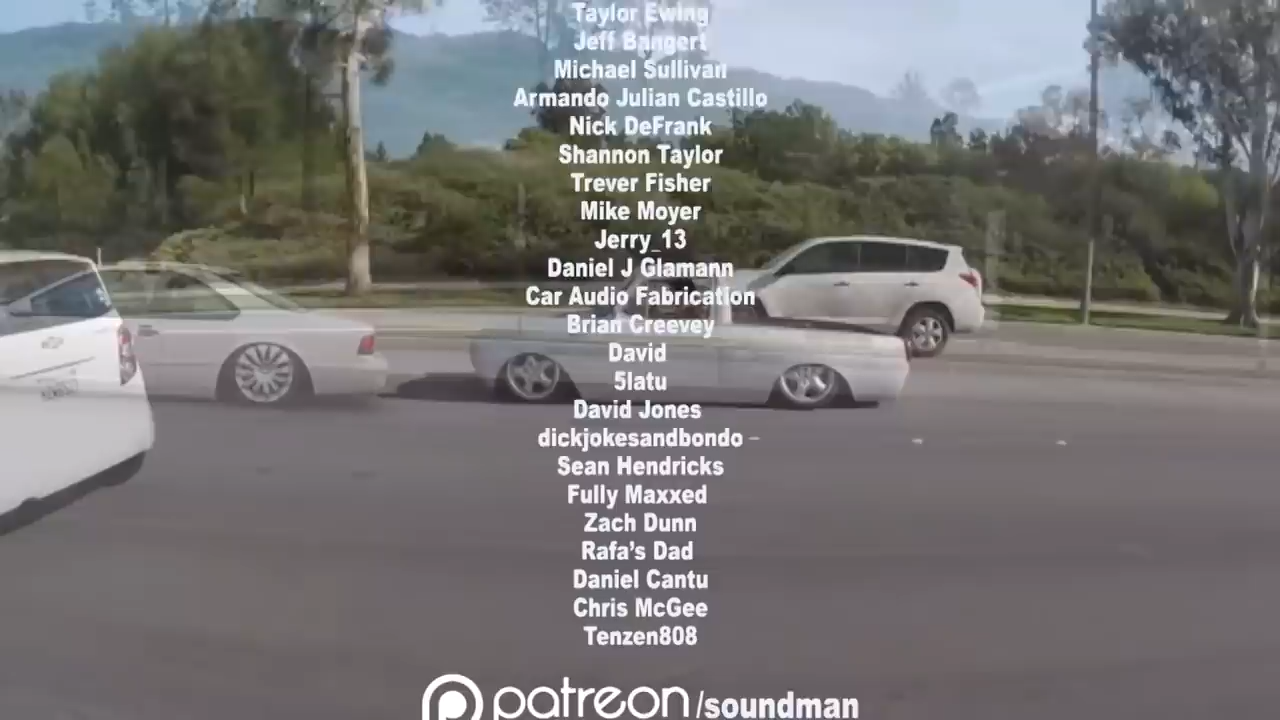 Taylor Ewing
Jeff Bangert
Michael Sullivan
Armando Julian Castillo
Nick DeFrank
Shannon Taylor
Trever Fisher
Mike Moyer
Jerry_13
Daniel J Glamann
Car Audio Fabrication
Brian Creevey
David
5latu
David Jones
dickjokesandbondo
Sean Hendricks
Fully Maxxed
Zach Dunn
Rafa's Dad
Daniel Cantu
Chris McGee
Tenzen808
patreon/soundman